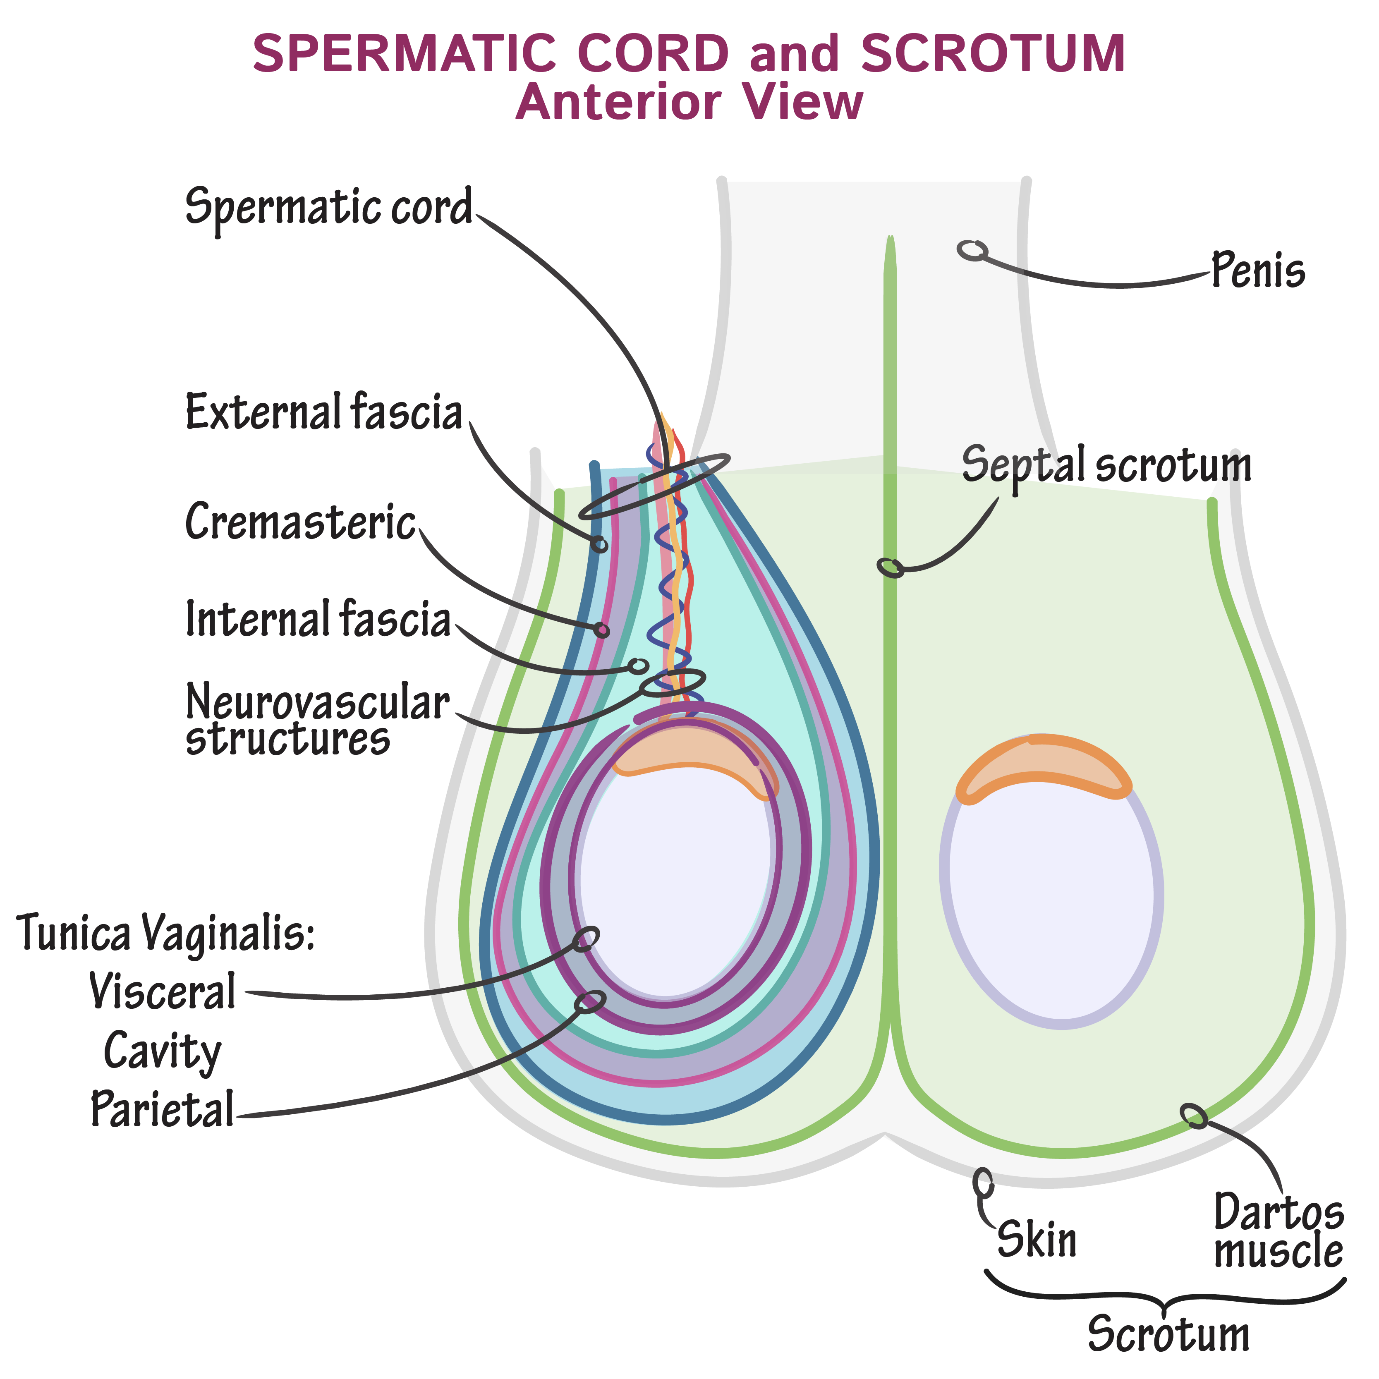 SPERMATIC CORD and SCROTUM
Anterior View
Spermatic cord
Penis
External fascia
Septal scrotum
Cremasteric
Internal fascia
Neurovascular
structures
Tunica Vaginalis:
Visceral
Cavity
Parietal
Dartos
muscle
Skin
Scrotum